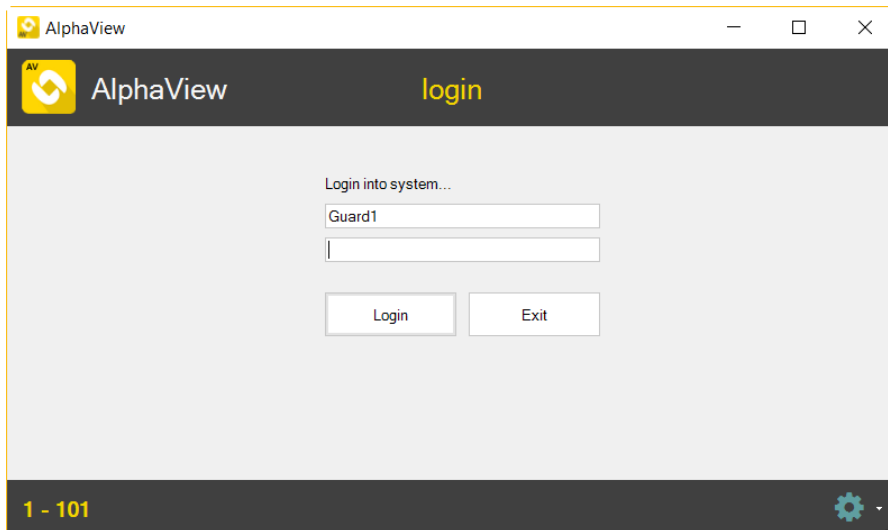 AlphaView
AV
AlphaView login
Login into system...
Guard1
Login Exit
1 - 101